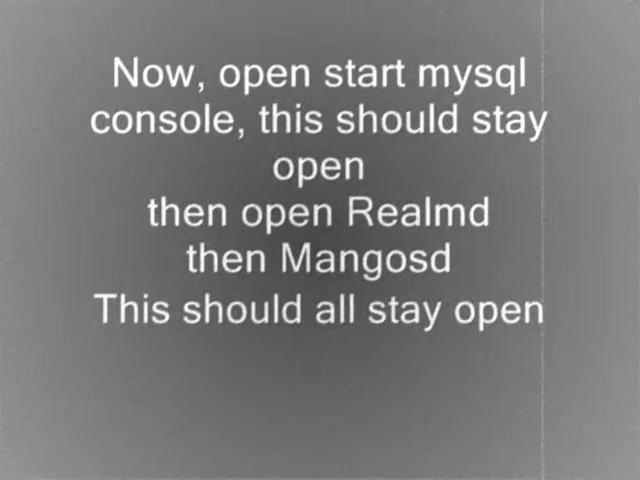 Now, open start mysql
console, this should stay
open
then open Realmd
then Mangosd
This should all stay open